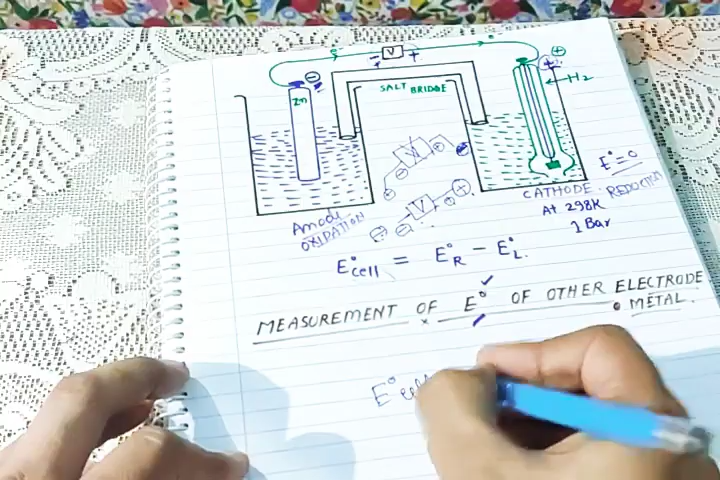 e⁻ - V + e⁻
Zn
SALT BRIDGE
H2
E°=0
CATHODE. REDUCTION
At 298K
1 Bar
Anode
OXIDATION
V
V
E°cell = E°R - E°L.
MEASUREMENT OF E° OF OTHER ELECTRODE
METAL.
E°cell